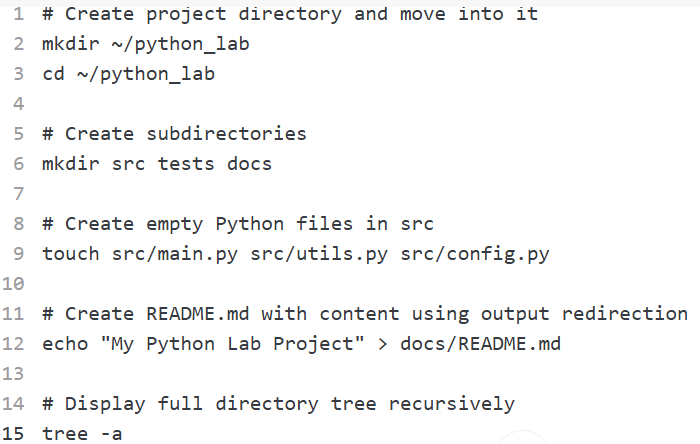 1 # Create project directory and move into it
2 mkdir ~/python_lab
3 cd ~/python_lab
4
5 # Create subdirectories
6 mkdir src tests docs
7
8 # Create empty Python files in src
9 touch src/main.py src/utils.py src/config.py
10
11 # Create README.md with content using output redirection
12 echo "My Python Lab Project" > docs/README.md
13
14 # Display full directory tree recursively
15 tree -a